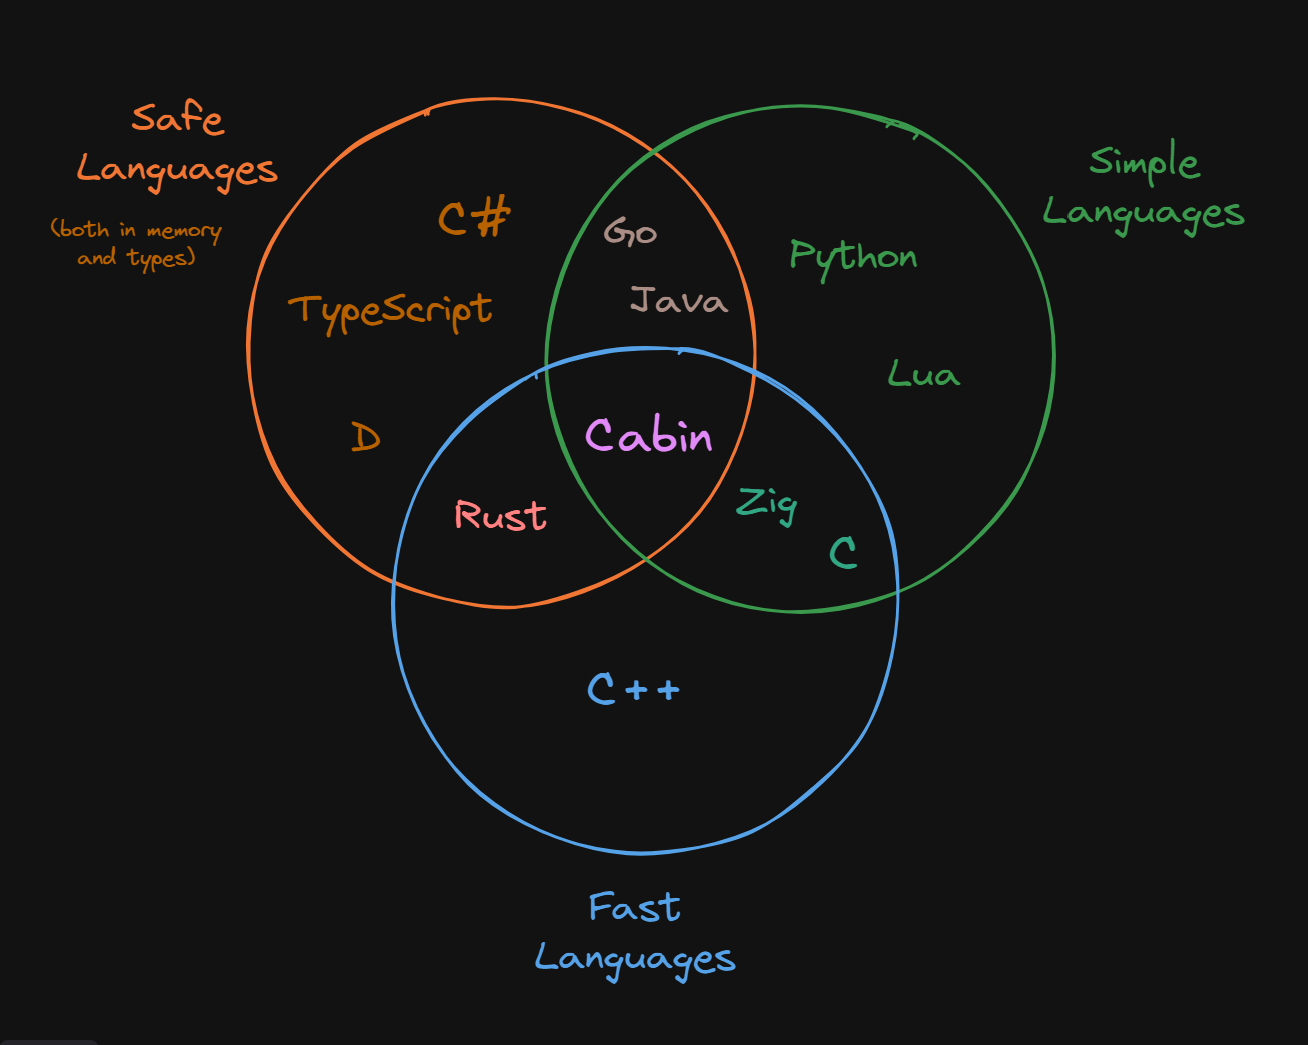 Safe
Languages
(both in memory
and types)
Simple
Languages
C#
Go
Python
TypeScript
Java
Lua
D
Cabin
Rust
Zig
C
C++
Fast
Languages